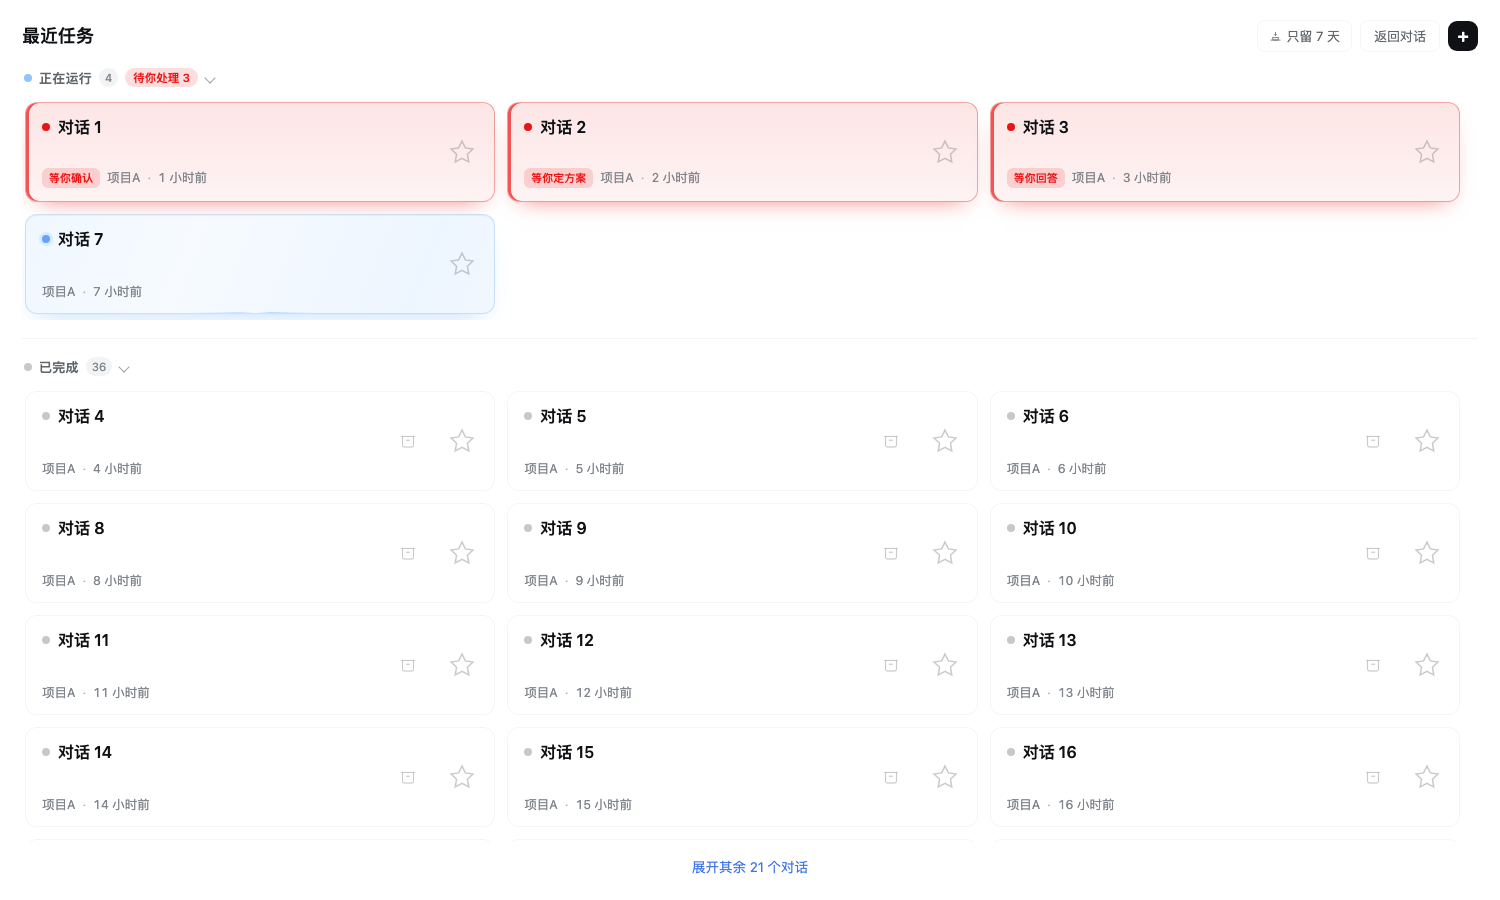 最近任务
只留 7 天
返回对话
正在运行 4 待你处理 3
对话 1
等你确认 项目A · 1 小时前
对话 2
等你定方案 项目A · 2 小时前
对话 3
等你回答 项目A · 3 小时前
对话 7
项目A · 7 小时前
已完成 36
对话 4
项目A · 4 小时前
对话 5
项目A · 5 小时前
对话 6
项目A · 6 小时前
对话 8
项目A · 8 小时前
对话 9
项目A · 9 小时前
对话 10
项目A · 10 小时前
对话 11
项目A · 11 小时前
对话 12
项目A · 12 小时前
对话 13
项目A · 13 小时前
对话 14
项目A · 14 小时前
对话 15
项目A · 15 小时前
对话 16
项目A · 16 小时前
展开其余 21 个对话